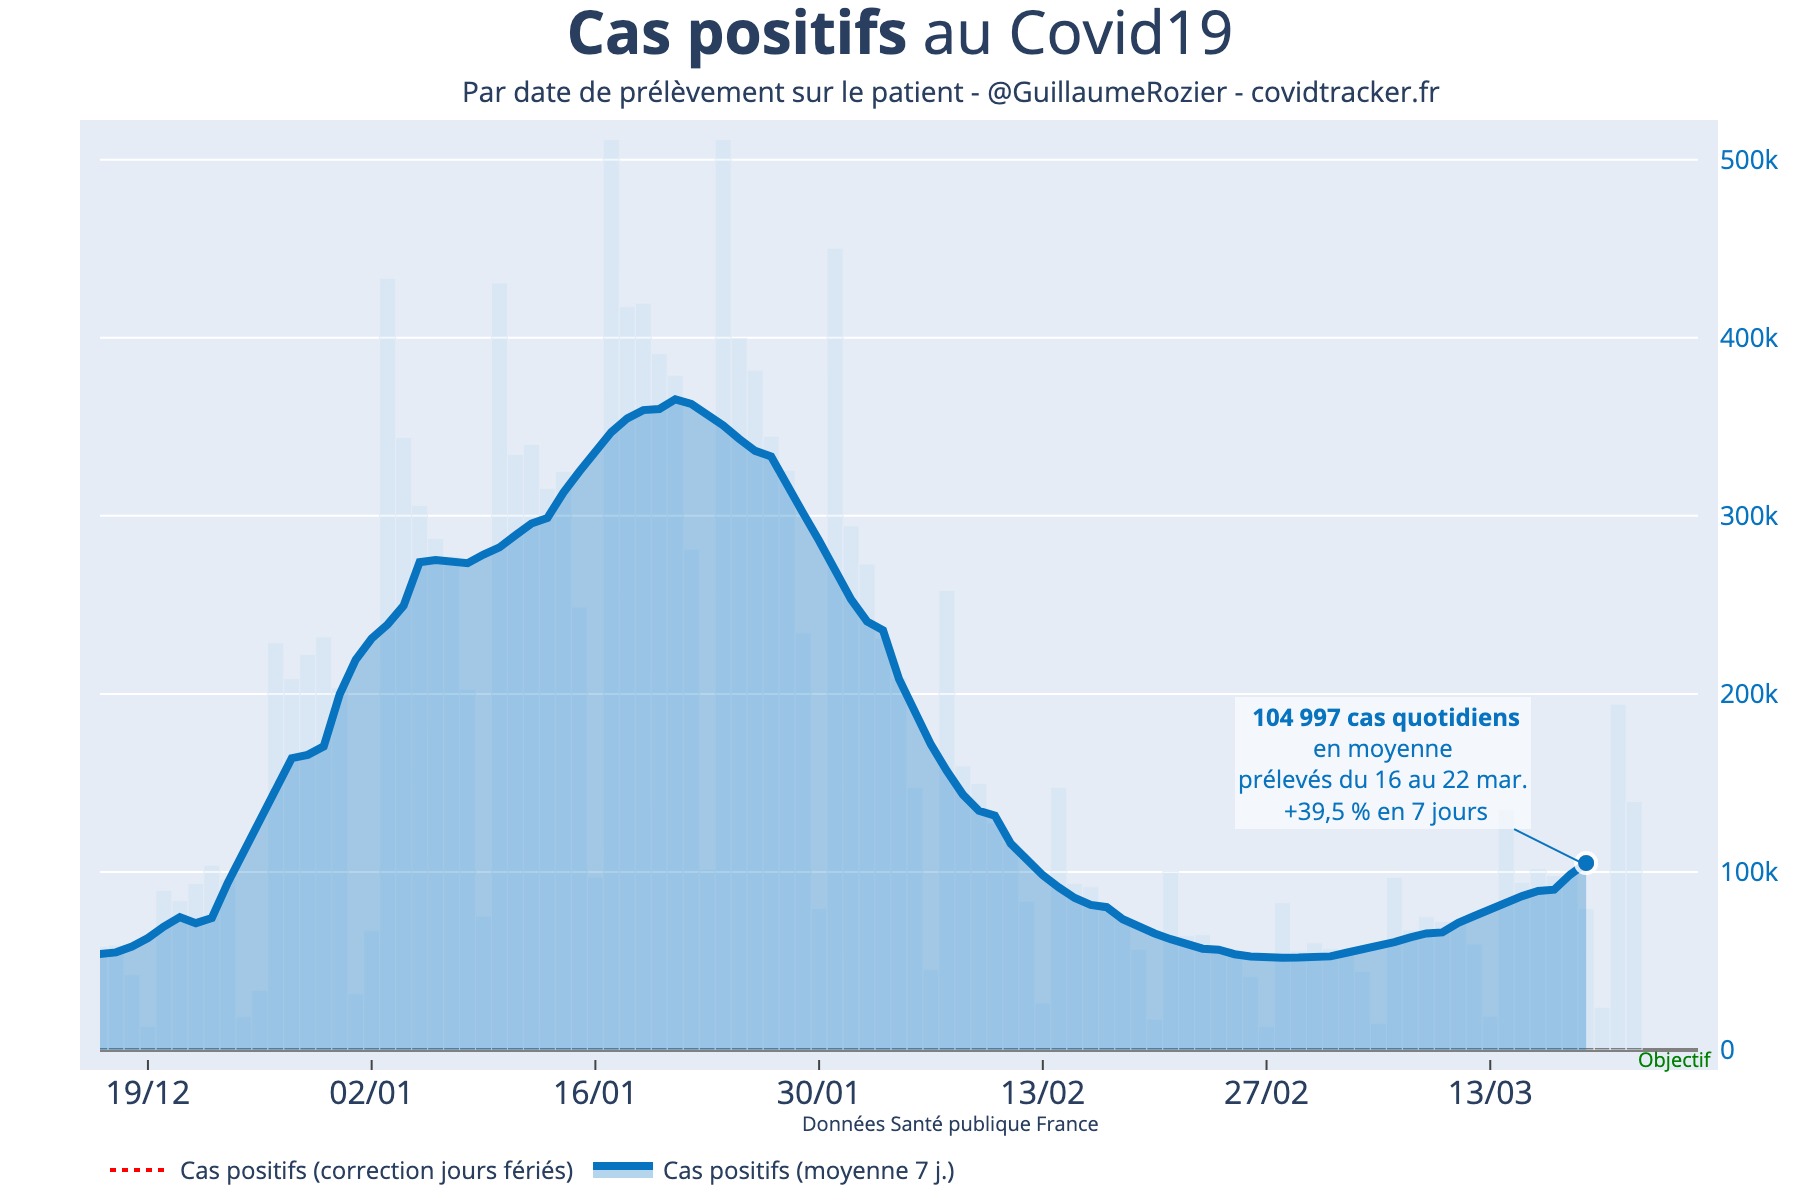 Cas positifs au Covid19
Par date de prélèvement sur le patient - @GuillaumeRozier - covidtracker.fr
500k
400k
300k
200k
100k
0
104 997 cas quotidiens
en moyenne
prélevés du 16 au 22 mar.
+39,5 % en 7 jours
Objectif
19/12 02/01 16/01 30/01 13/02 27/02 13/03
Données Santé publique France
Cas positifs (correction jours fériés) Cas positifs (moyenne 7 j.)